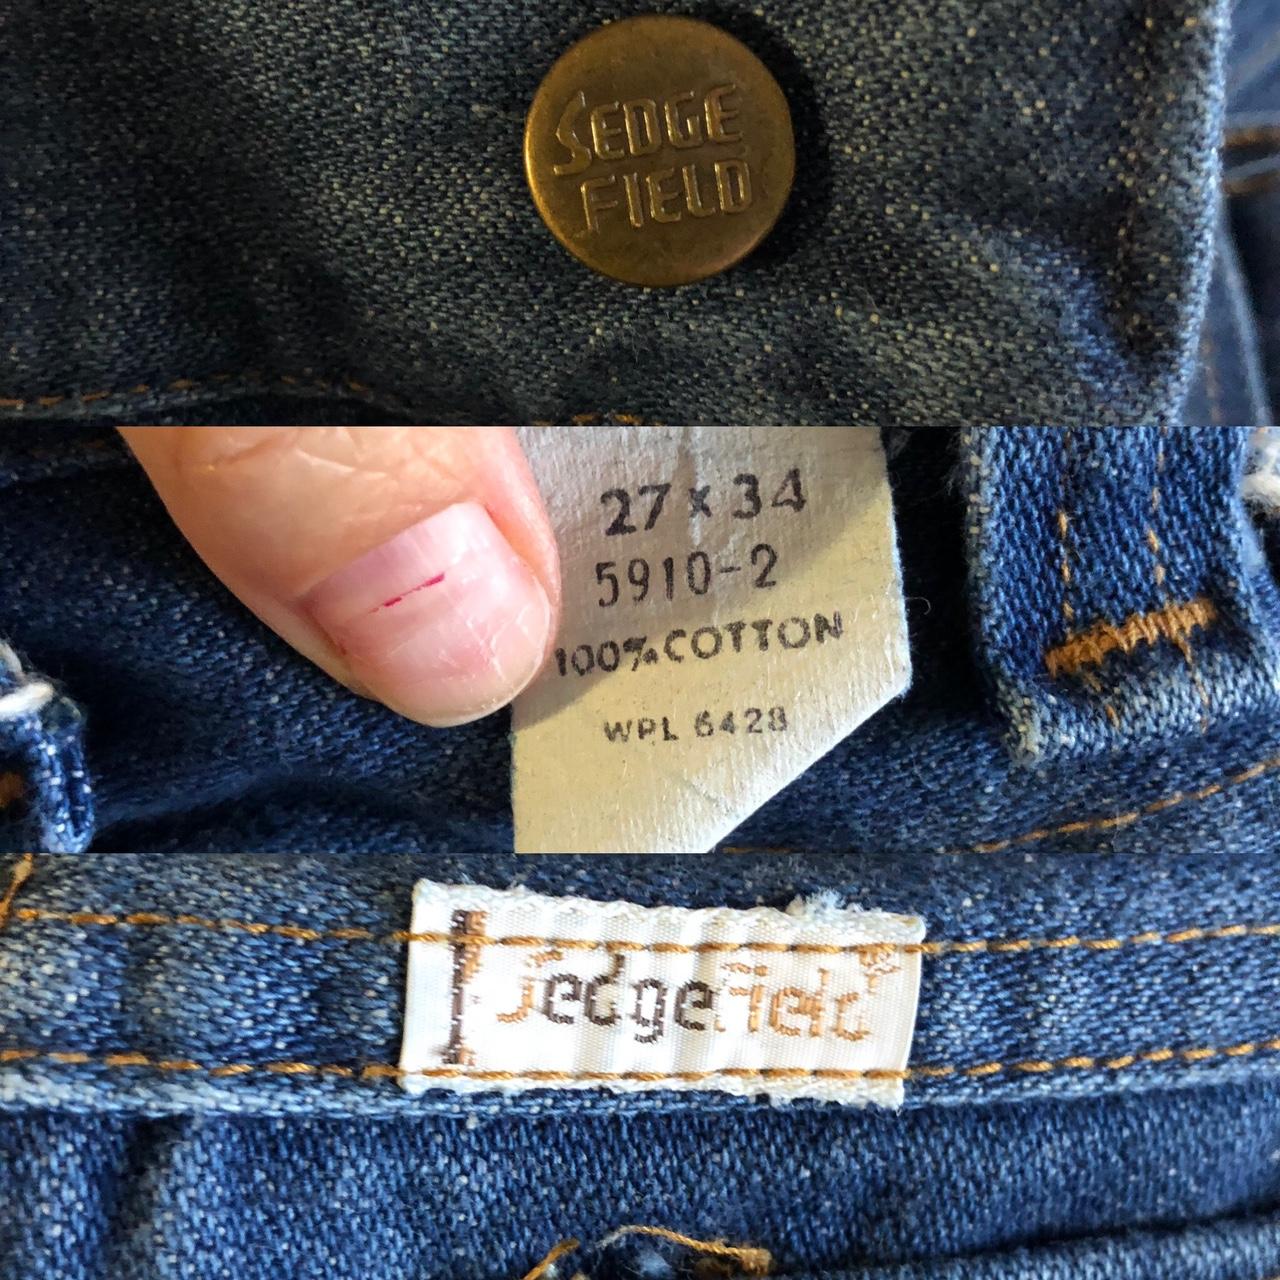 SEDGE
FIELD
27 x 34
5910-2
100% COTTON
WPL 6428
Sedgefield